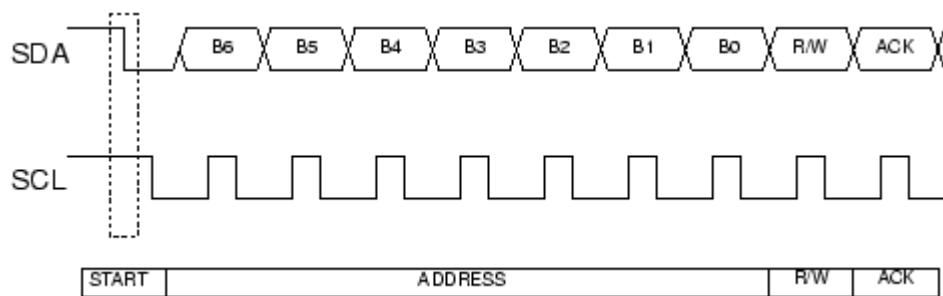 SDA B6 B5 B4 B3 B2 B1 B0 R/W ACK
SCL
START ADDRESS R/W ACK